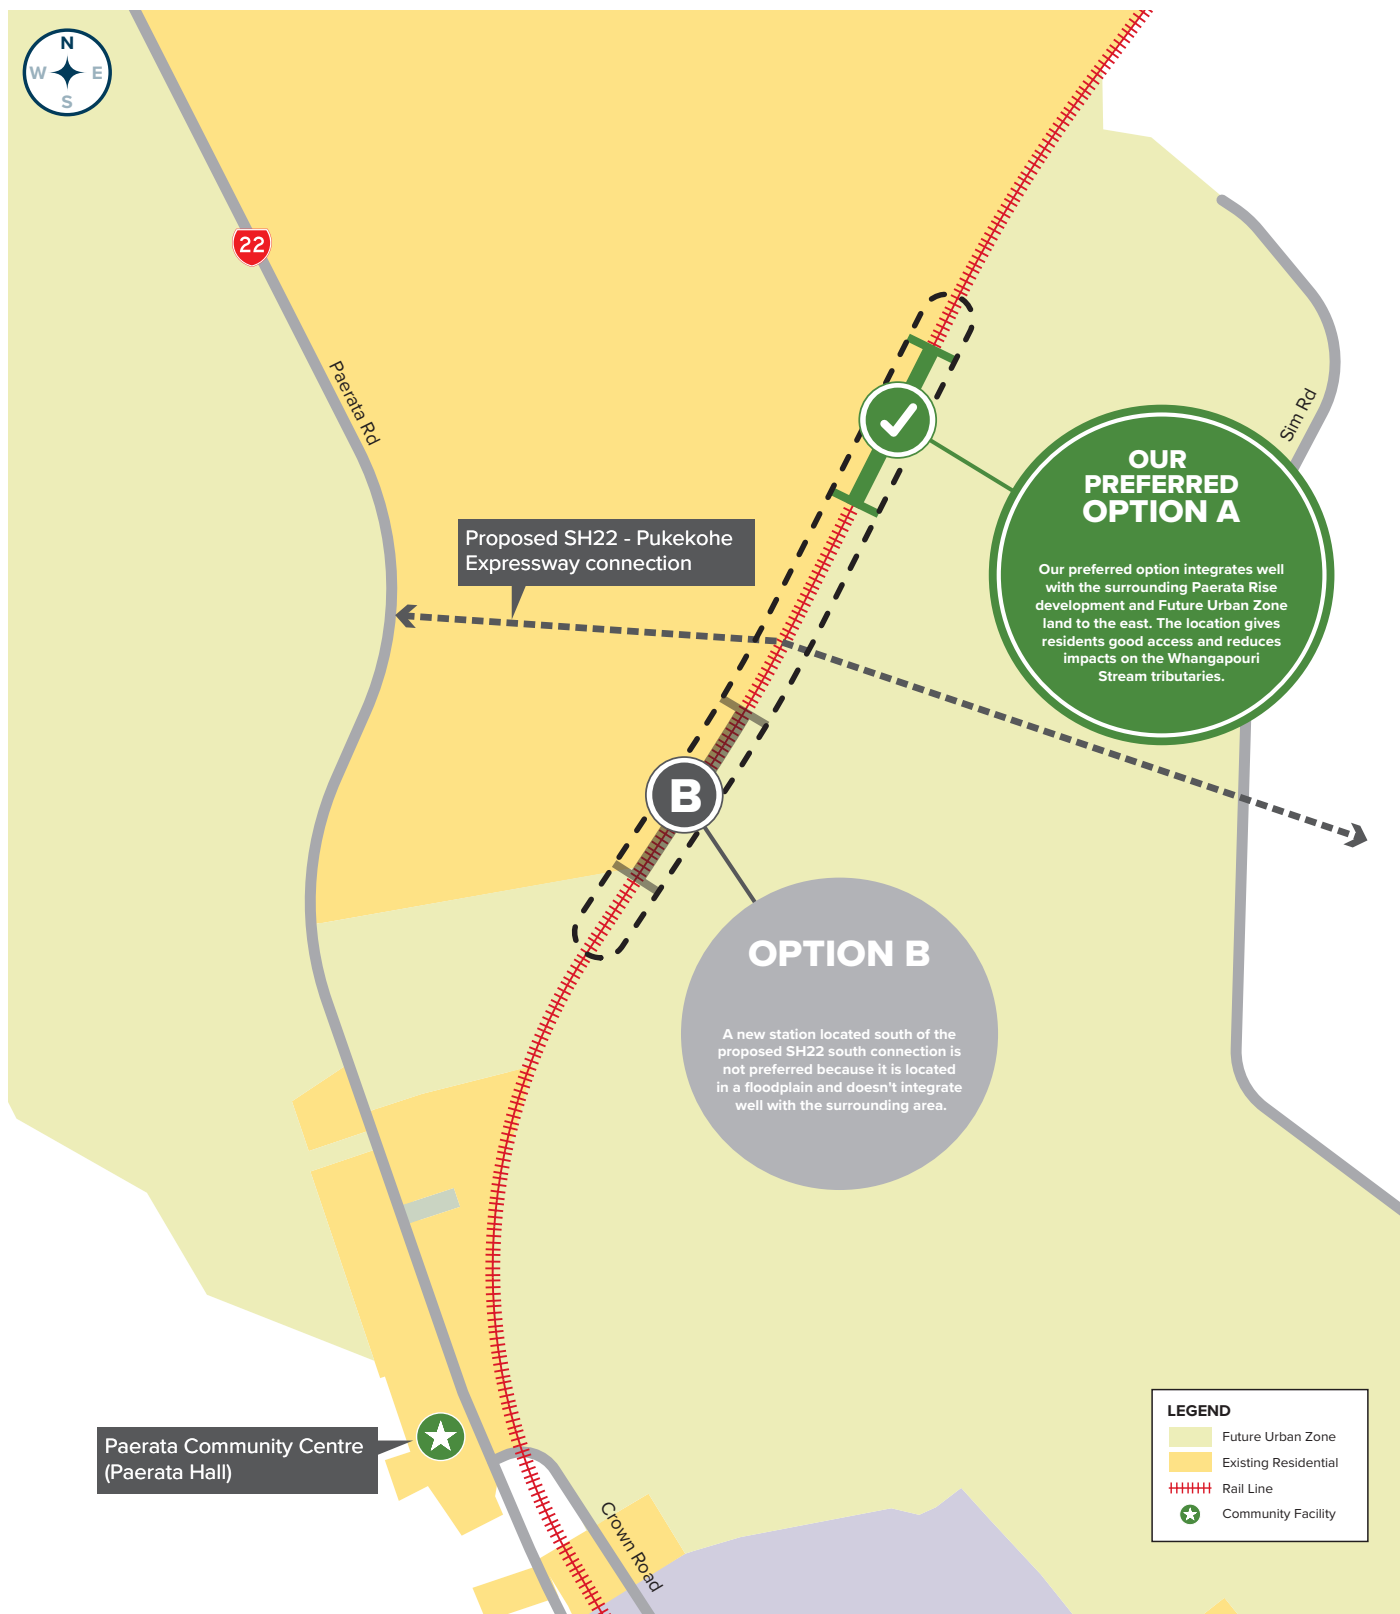 N
W E
S
22
Paerata Rd
Sim Rd
OUR
PREFERRED
OPTION A
Our preferred option integrates well
with the surrounding Paerata Rise
development and Future Urban Zone
land to the east. The location gives
residents good access and reduces
impacts on the Whangapouri
Stream tributaries.
Proposed SH22 - Pukekohe
Expressway connection
B
OPTION B
A new station located south of the
proposed SH22 south connection is
not preferred because it is located
in a floodplain and doesn't integrate
well with the surrounding area.
Paerata Community Centre
(Paerata Hall)
Crown Road
LEGEND
Future Urban Zone
Existing Residential
Rail Line
Community Facility